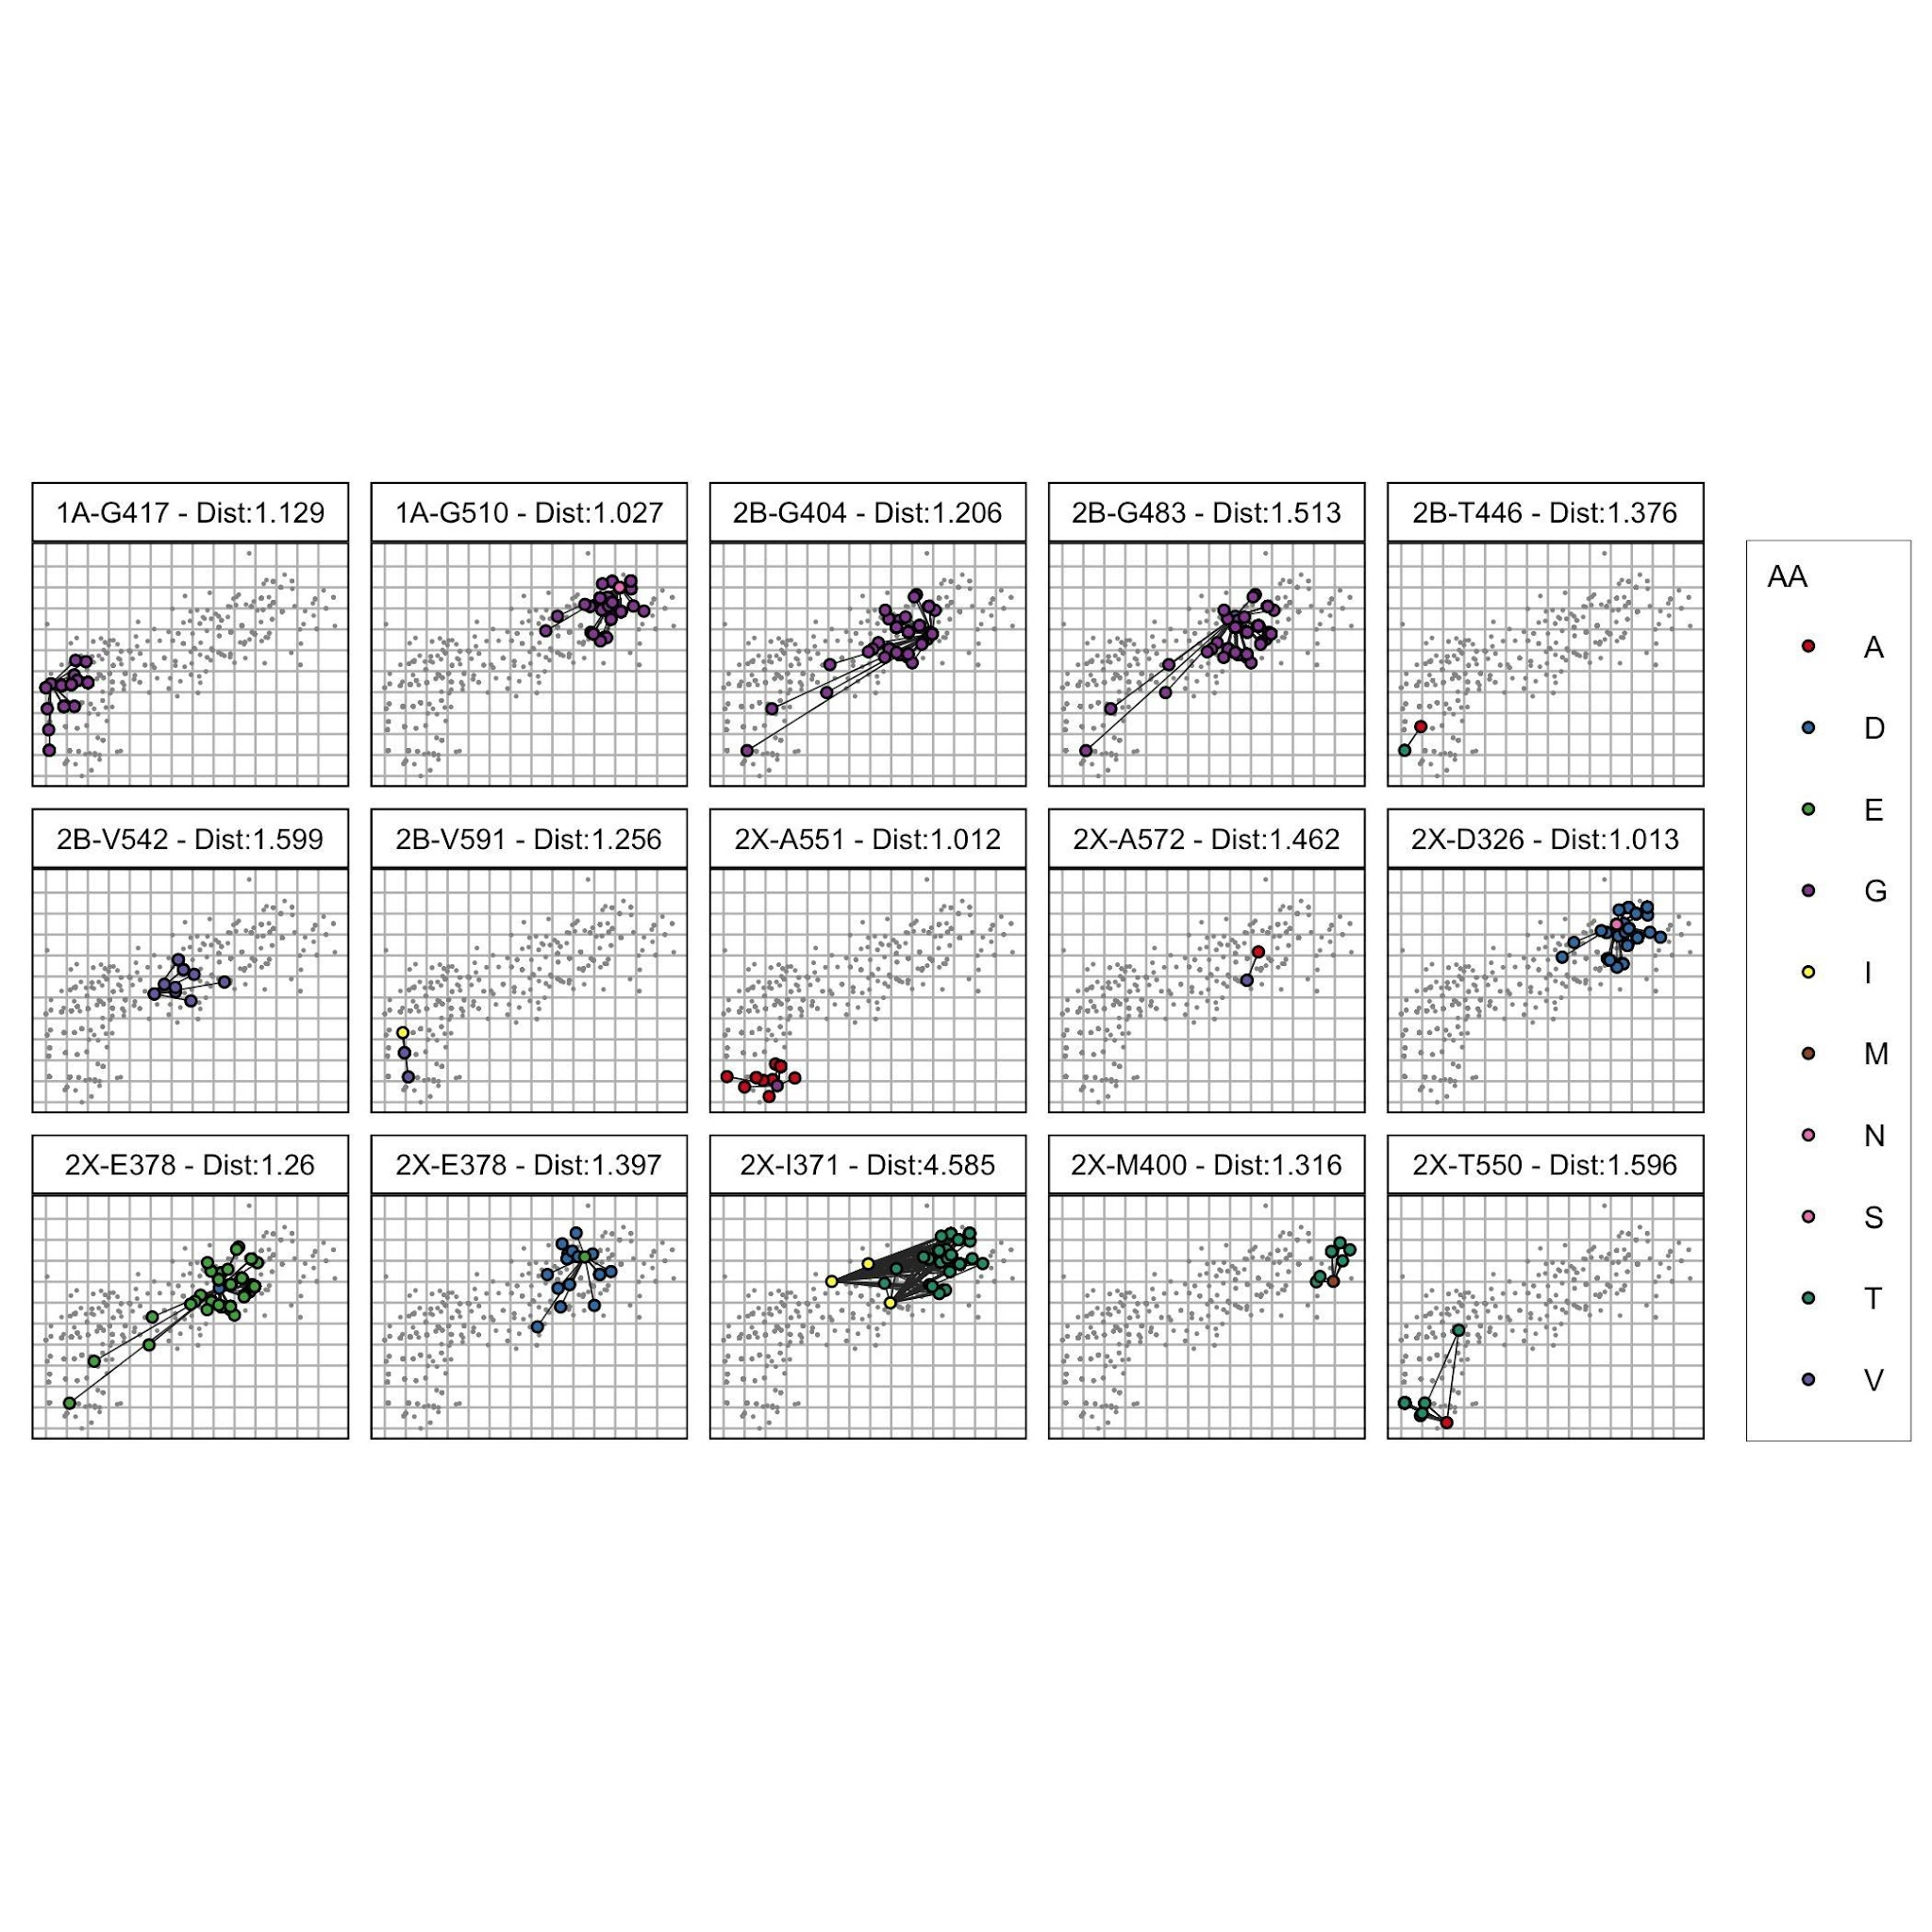 1A-G417 - Dist:1.129
1A-G510 - Dist:1.027
2B-G404 - Dist:1.206
2B-G483 - Dist:1.513
2B-T446 - Dist:1.376
2B-V542 - Dist:1.599
2B-V591 - Dist:1.256
2X-A551 - Dist:1.012
2X-A572 - Dist:1.462
2X-D326 - Dist:1.013
2X-E378 - Dist:1.26
2X-E378 - Dist:1.397
2X-I371 - Dist:4.585
2X-M400 - Dist:1.316
2X-T550 - Dist:1.596
AA
A
D
E
G
I
M
N
S
T
V